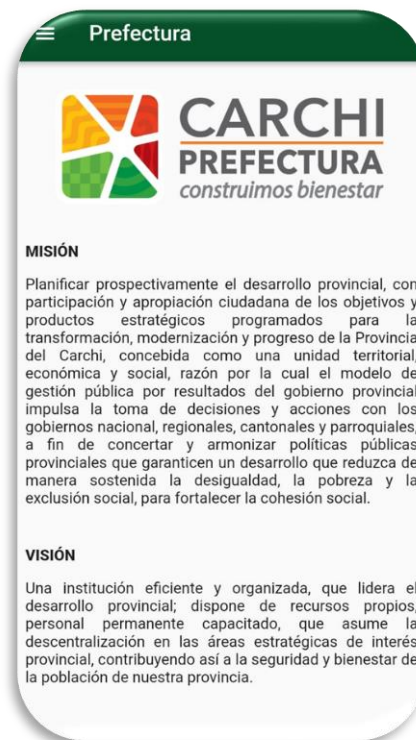 Prefectura
CARCHI
PREFECTURA
construimos bienestar
MISIÓN
Planificar prospectivamente el desarrollo provincial, con
participación y apropiación ciudadana de los objetivos y
productos estratégicos programados para la
transformación, modernización y progreso de la Provincia
del Carchi, concebida como una unidad territorial,
económica y social, razón por la cual el modelo de
gestión pública por resultados del gobierno provincial
impulsa la toma de decisiones y acciones con los
gobiernos nacional, regionales, cantonales y parroquiales,
a fin de concertar y armonizar políticas públicas
provinciales que garanticen un desarrollo que reduzca de
manera sostenida la desigualdad, la pobreza y la
exclusión social, para fortalecer la cohesión social.
VISIÓN
Una institución eficiente y organizada, que lidera el
desarrollo provincial; dispone de recursos propios,
personal permanente capacitado, que asume la
descentralización en las áreas estratégicas de interés
provincial, contribuyendo así a la seguridad y bienestar de
la población de nuestra provincia.